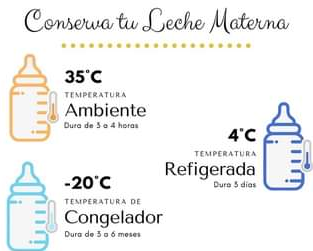 Conserva tu Leche Materna
35°C
TEMPERATURA
Ambiente
Dura de 3 a 4 horas
4°C
TEMPERATURA
Refigerada
Dura 5 días
-20°C
TEMPERATURA DE
Congelador
Dura de 3 a 6 meses